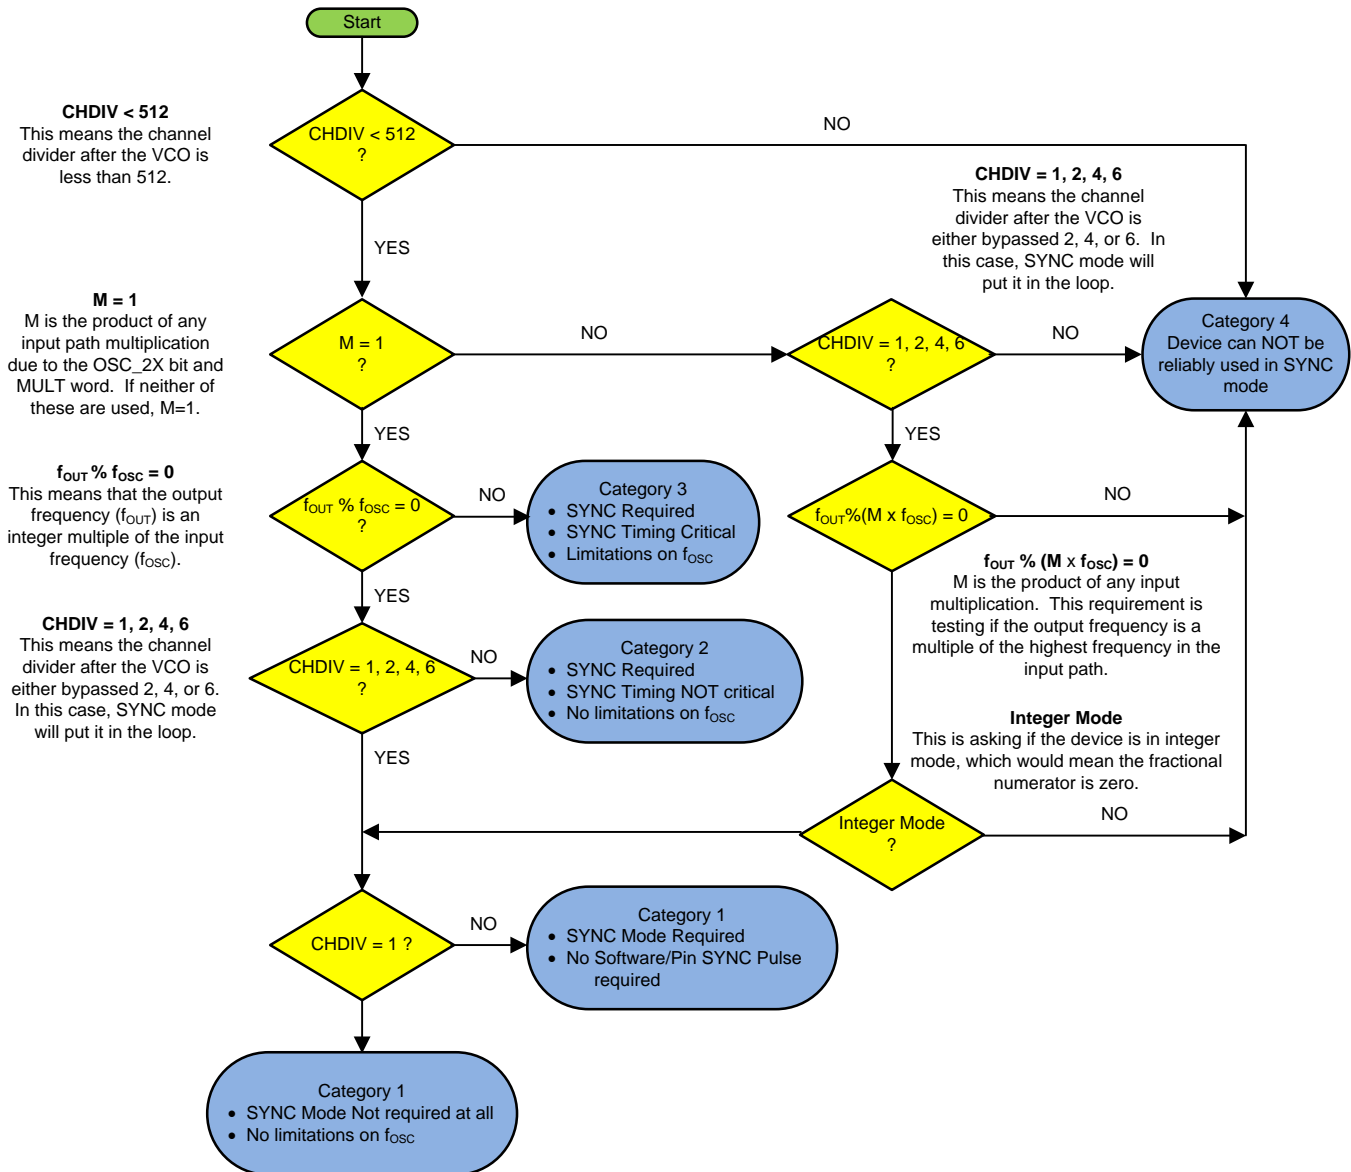 Start
CHDIV < 512
This means the channel
divider after the VCO is
less than 512.
CHDIV < 512
?
NO
YES
CHDIV = 1, 2, 4, 6
This means the channel
divider after the VCO is
either bypassed 2, 4, or 6. In
this case, SYNC mode will
put it in the loop.
M = 1
M is the product of any
input path multiplication
due to the OSC_2X bit and
MULT word. If neither of
these are used, M=1.
M = 1
?
NO
CHDIV = 1, 2, 4, 6
?
NO
Category 4
Device can NOT be
reliably used in SYNC
mode
YES
YES
fOUT % fOSC = 0
This means that the output
frequency (fOUT) is an
integer multiple of the input
frequency (fOSC).
fOUT % fOSC = 0
?
NO
Category 3
• SYNC Required
• SYNC Timing Critical
• Limitations on fOSC
fOUT%(M x fOSC) = 0
NO
fOUT % (M x fOSC) = 0
M is the product of any input
multiplication. This requirement is
testing if the output frequency is a
multiple of the highest frequency in the
input path.
YES
CHDIV = 1, 2, 4, 6
This means the channel
divider after the VCO is
either bypassed 2, 4, or 6.
In this case, SYNC mode
will put it in the loop.
CHDIV = 1, 2, 4, 6
?
NO
Category 2
• SYNC Required
• SYNC Timing NOT critical
• No limitations on fOSC
YES
Integer Mode
This is asking if the device is in integer
mode, which would mean the fractional
numerator is zero.
Integer Mode
?
NO
CHDIV = 1 ?
NO
Category 1
• SYNC Mode Required
• No Software/Pin SYNC Pulse
required
Category 1
• SYNC Mode Not required at all
• No limitations on fOSC